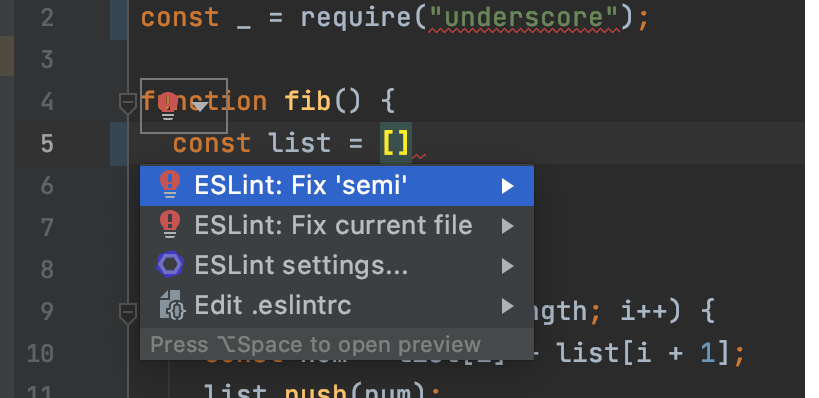 2 const _ = require("underscore");
3
4 function fib() {
5 const list = []
6 ESLint: Fix 'semi'
7 ESLint: Fix current file
8 ESLint settings...
9 Edit .eslintrc ngth; i++) {
Press ⌥Space to open preview
10 list[i + 1];
11 list.push(num);